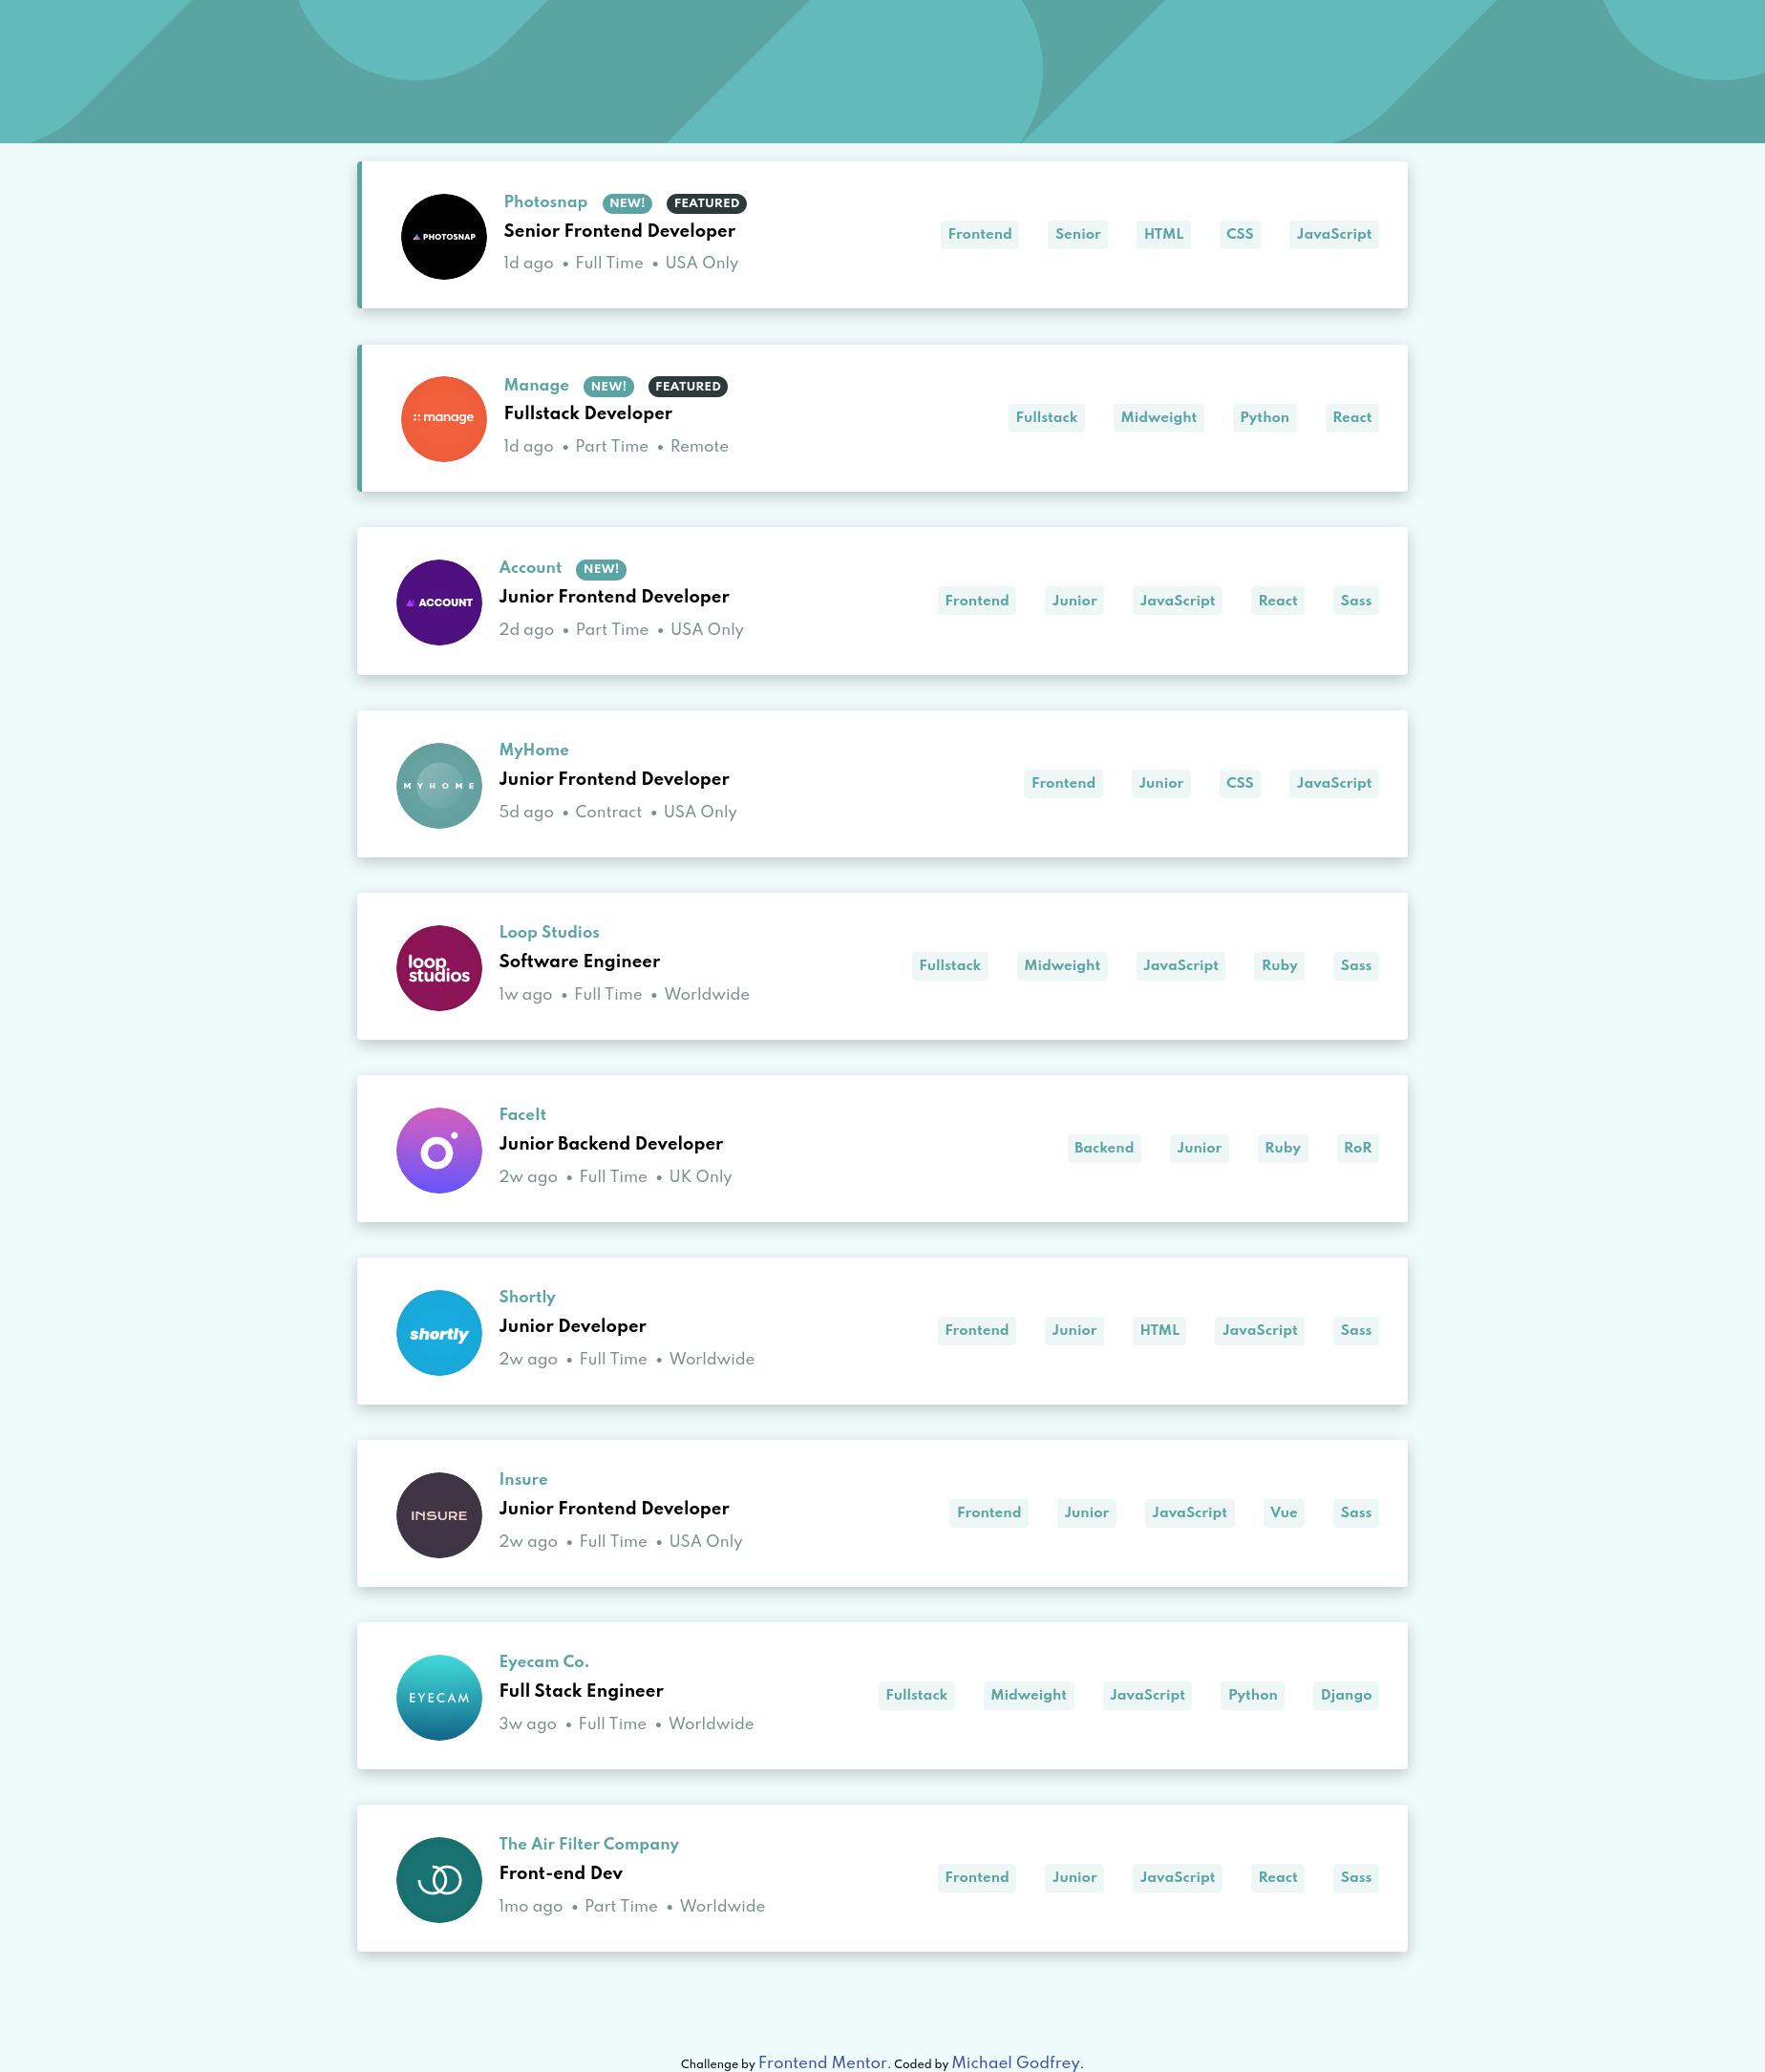 PHOTOSNAP
Photosnap NEW! FEATURED
Senior Frontend Developer
1d ago • Full Time • USA Only
Frontend Senior HTML CSS JavaScript
manage
Manage NEW! FEATURED
Fullstack Developer
1d ago • Part Time • Remote
Fullstack Midweight Python React
ACCOUNT
Account NEW!
Junior Frontend Developer
2d ago • Part Time • USA Only
Frontend Junior JavaScript React Sass
MYHOME
MyHome
Junior Frontend Developer
5d ago • Contract • USA Only
Frontend Junior CSS JavaScript
loop
studios
Loop Studios
Software Engineer
1w ago • Full Time • Worldwide
Fullstack Midweight JavaScript Ruby Sass
FaceIt
Junior Backend Developer
2w ago • Full Time • UK Only
Backend Junior Ruby RoR
shortly
Shortly
Junior Developer
2w ago • Full Time • Worldwide
Frontend Junior HTML JavaScript Sass
INSURE
Insure
Junior Frontend Developer
2w ago • Full Time • USA Only
Frontend Junior JavaScript Vue Sass
EYECAM
Eyecam Co.
Full Stack Engineer
3w ago • Full Time • Worldwide
Fullstack Midweight JavaScript Python Django
The Air Filter Company
Front-end Dev
1mo ago • Part Time • Worldwide
Frontend Junior JavaScript React Sass
Challenge by Frontend Mentor. Coded by Michael Godfrey.